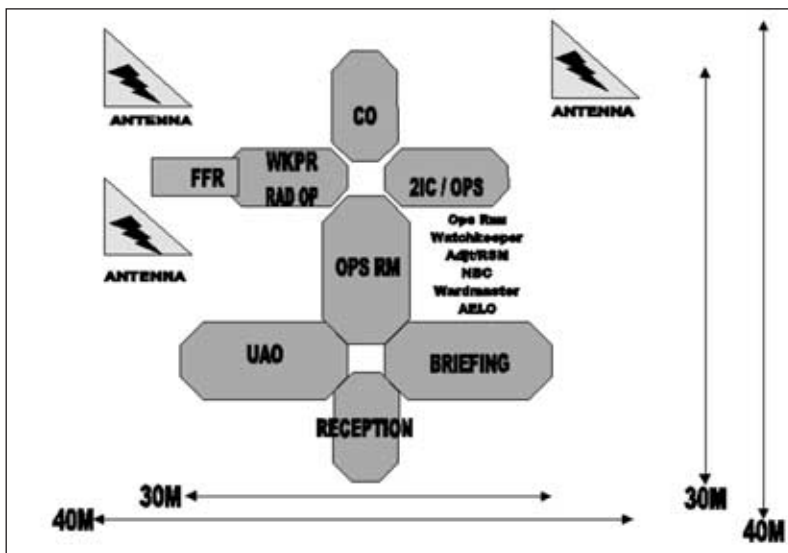 ANTENNA
ANTENNA
CO
WKPR
RAD OP
FFR
2IC / OPS
ANTENNA
OPS RM
Ops Rm
Watchkeeper
Adjt/RSM
NBC
Wardmaster
AELO
UAO
BRIEFING
RECEPTION
30M
40M
30M
40M